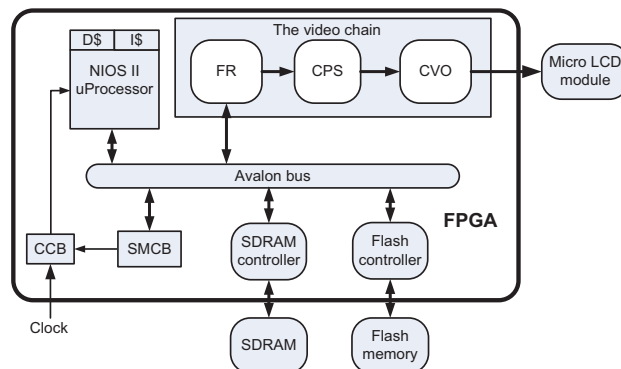 The video chain
D$ I$
NIOS II
uProcessor
FR
CPS
CVO
Micro LCD
module
Avalon bus
FPGA
CCB
SMCB
SDRAM
controller
Flash
controller
Clock
SDRAM
Flash
memory